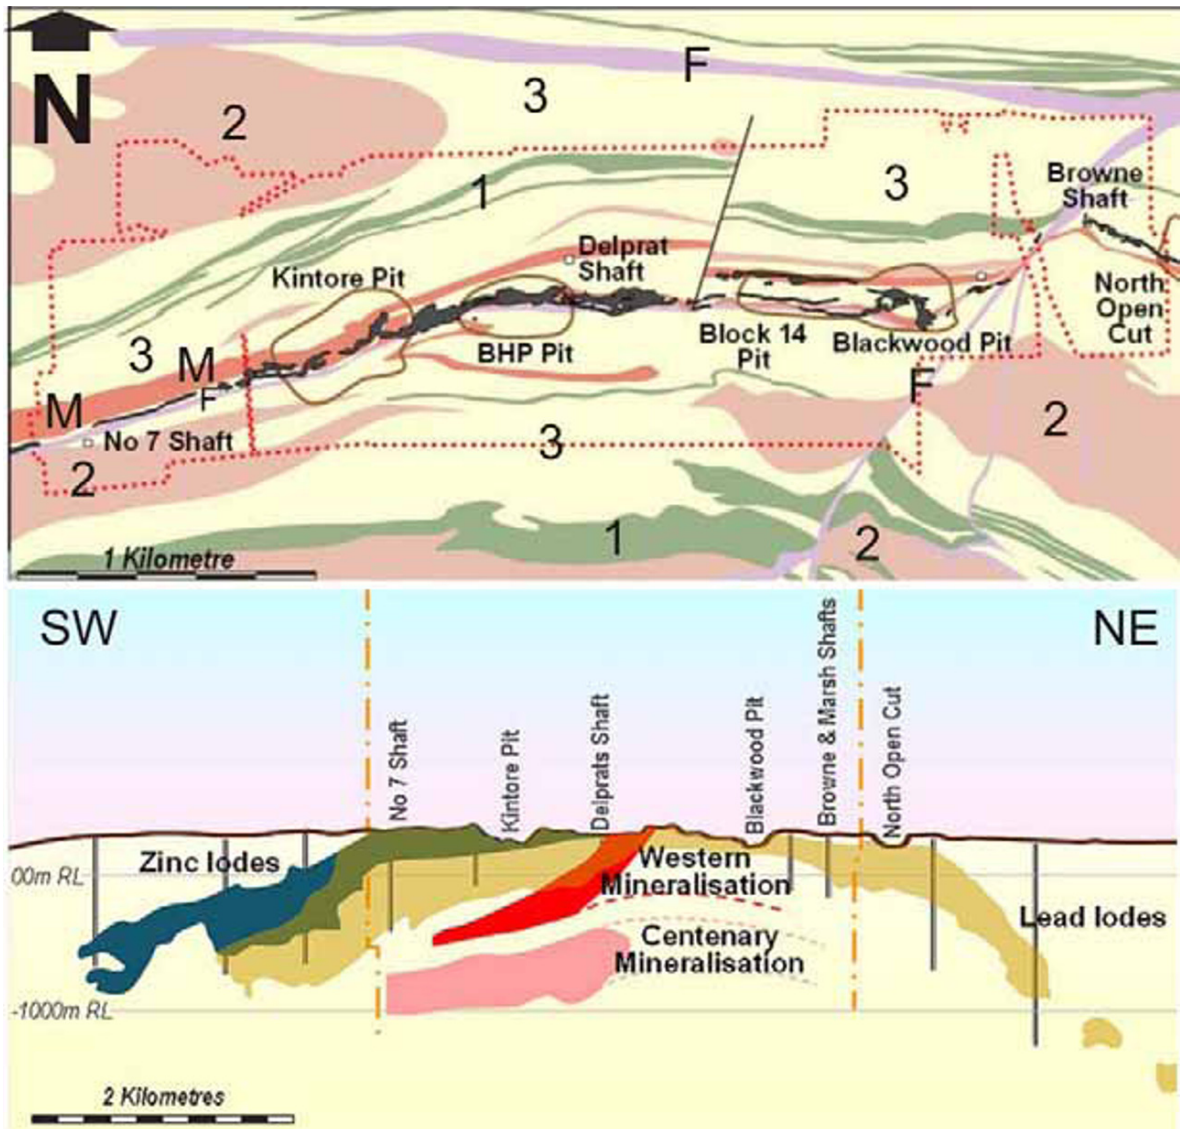 N
F
3
2
1
3
Browne
Shaft
Delprat
Shaft
Kintore Pit
North
Open
Cut
Block 14
Pit
Blackwood Pit
BHP Pit
3
M
F
M
F
No 7 Shaft
2
3
2
1
2
1 Kilometre
SW
NE
No 7 Shaft
Kintore Pit
Delprats Shaft
Blackwood Pit
Browne & Marsh Shafts
North Open Cut
Zinc lodes
Western
Mineralisation
00m RL
Lead lodes
Centenary
Mineralisation
-1000m RL
2 Kilometres